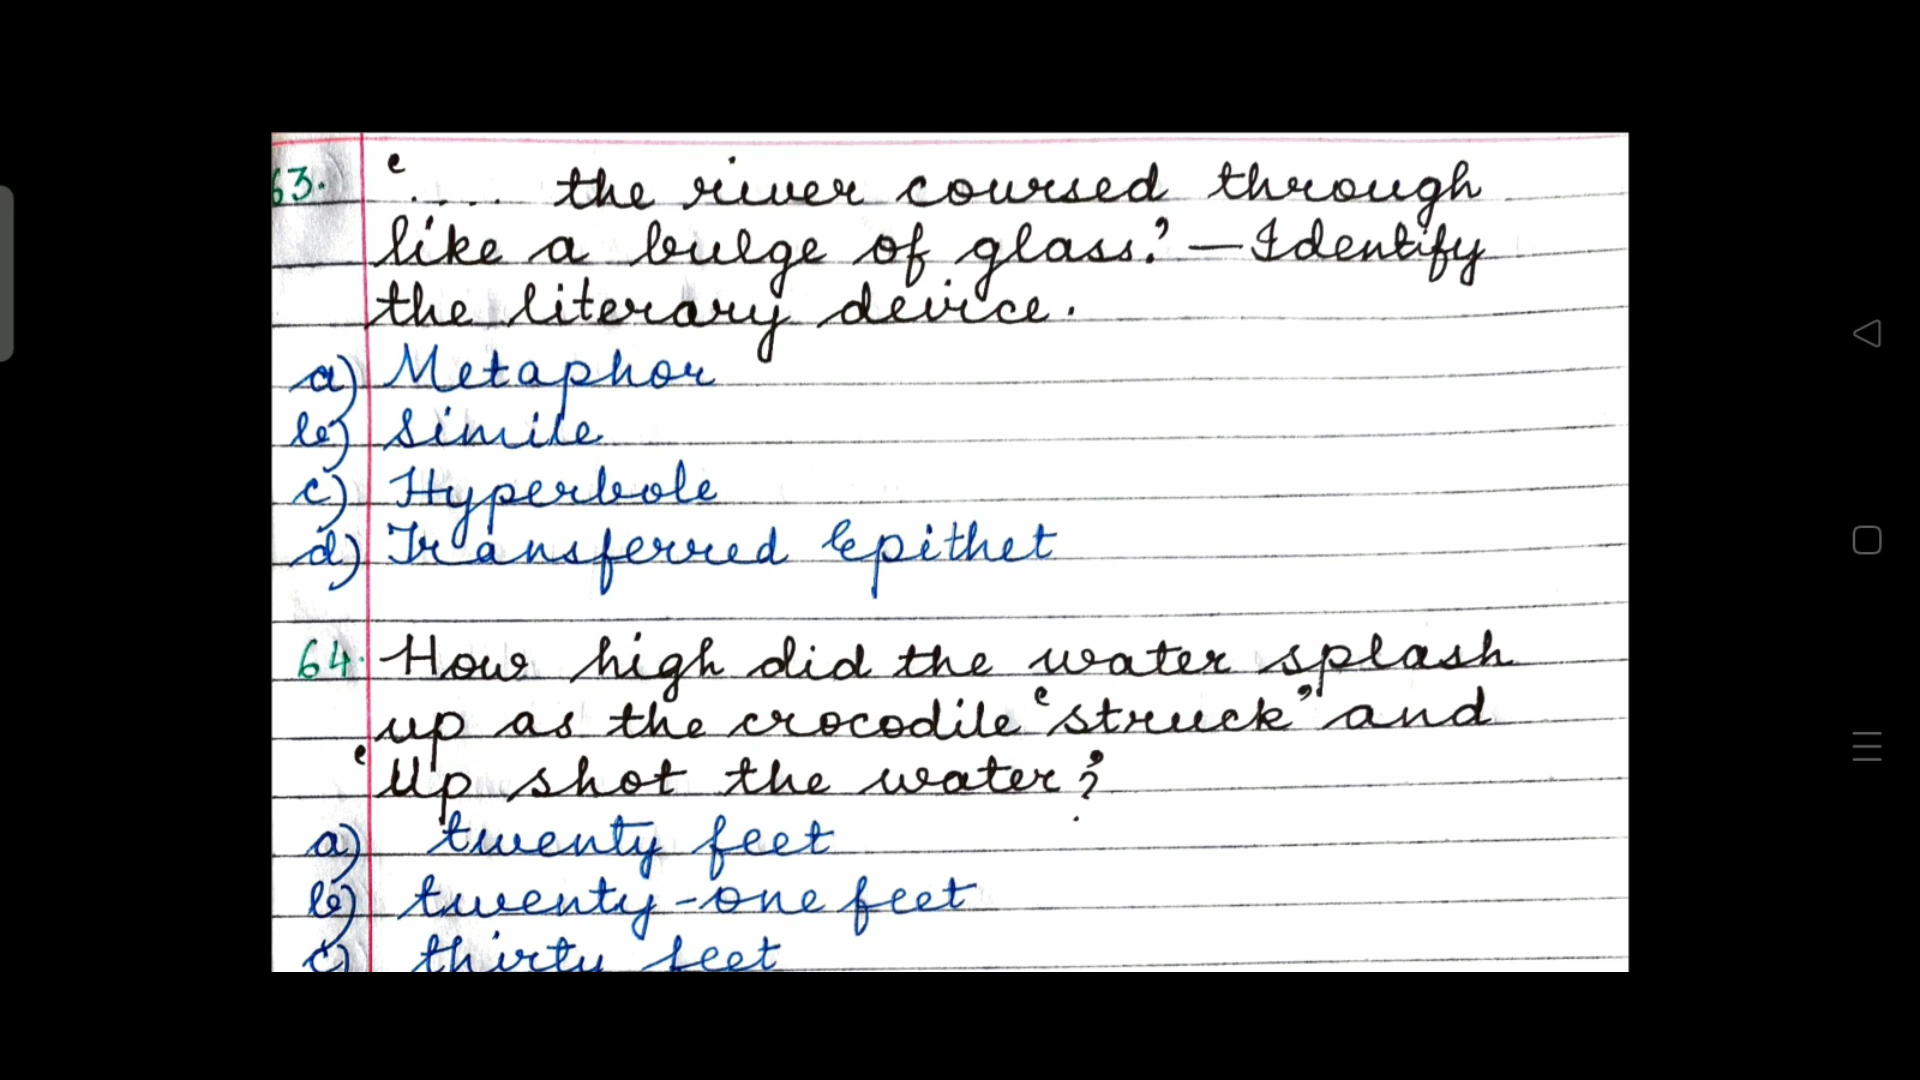 63. '.... the river coursed through
like a bulge of glass.' — Identify
the literary device.
a) Metaphor
b) Simile
c) Hyperbole
d) Transferred Epithet
64. How high did the water splash
up as the crocodile 'struck' and
'Up shot the water?
a) twenty feet
b) twenty-one feet
c) thirty feet